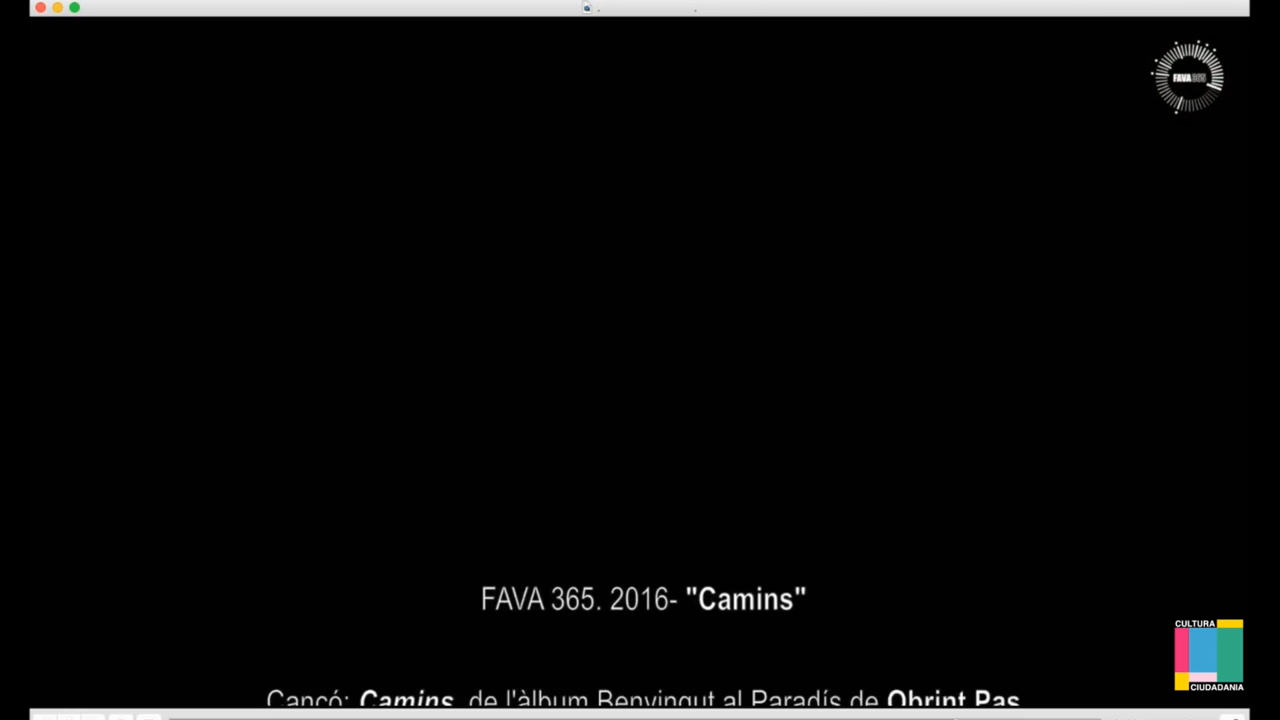 FAVA 365
FAVA 365. 2016- "Camins"
CULTURA
Cançó: Camins, de l'àlbum Benvingut al Paradís de Obrint Pas
CIUDADANIA